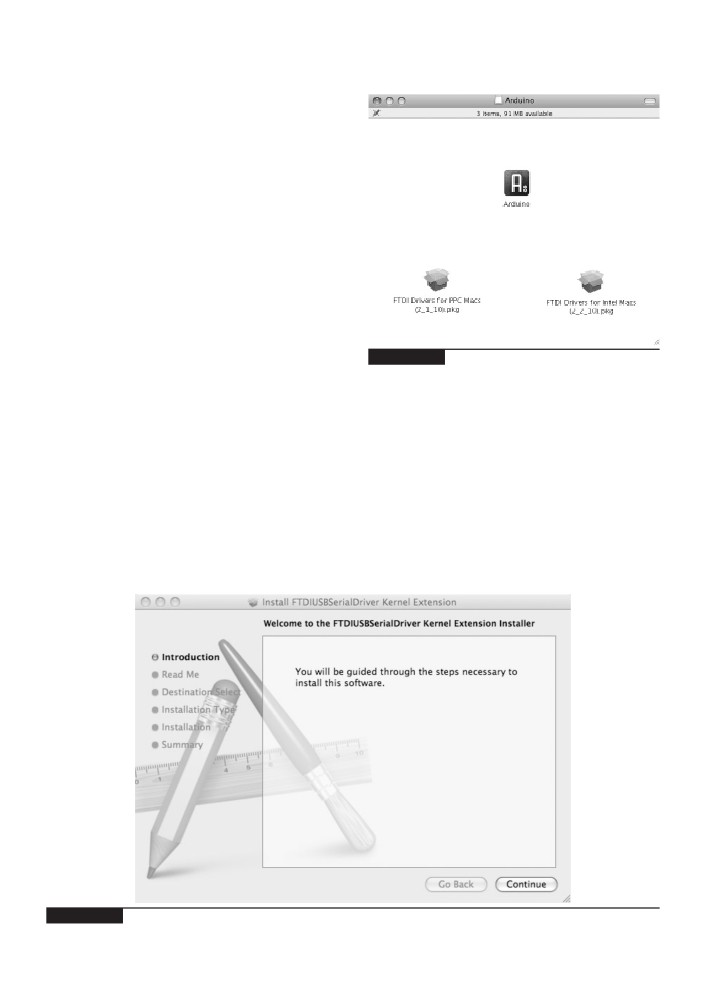 Arduino
3 items, 91 MB available
Arduino
FTDI Drivers for PPC Macs
(2_1_10).pkg
FTDI Drivers for Intel Macs
(2_2_10).pkg
Install FTDIUSBSerialDriver Kernel Extension
Welcome to the FTDIUSBSerialDriver Kernel Extension Installer
Introduction
Read Me
Destination Select
Installation Type
Installation
Summary
You will be guided through the steps necessary to
install this software.
Go Back
Continue